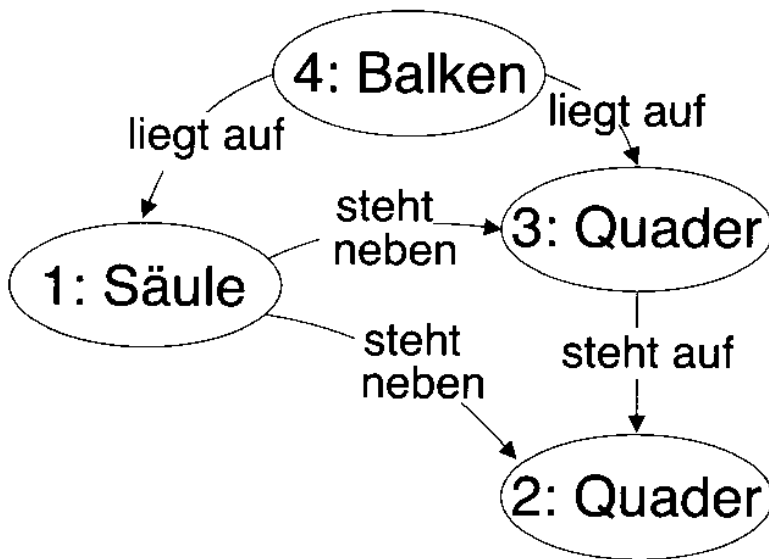 4: Balken
liegt auf
liegt auf
steht
neben
3: Quader
1: Säule
steht
neben
steht auf
2: Quader